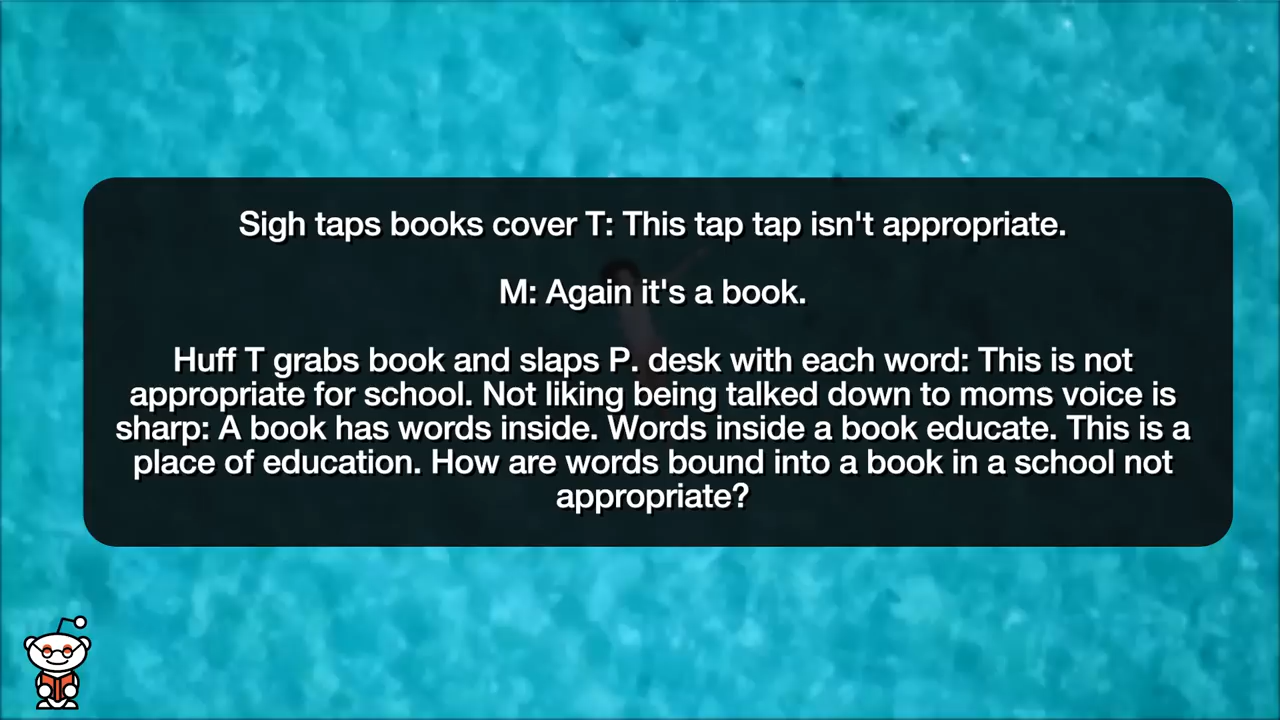 Sigh taps books cover T: This tap tap isn't appropriate.
M: Again it's a book.
Huff T grabs book and slaps P. desk with each word: This is not
appropriate for school. Not liking being talked down to moms voice is
sharp: A book has words inside. Words inside a book educate. This is a
place of education. How are words bound into a book in a school not
appropriate?